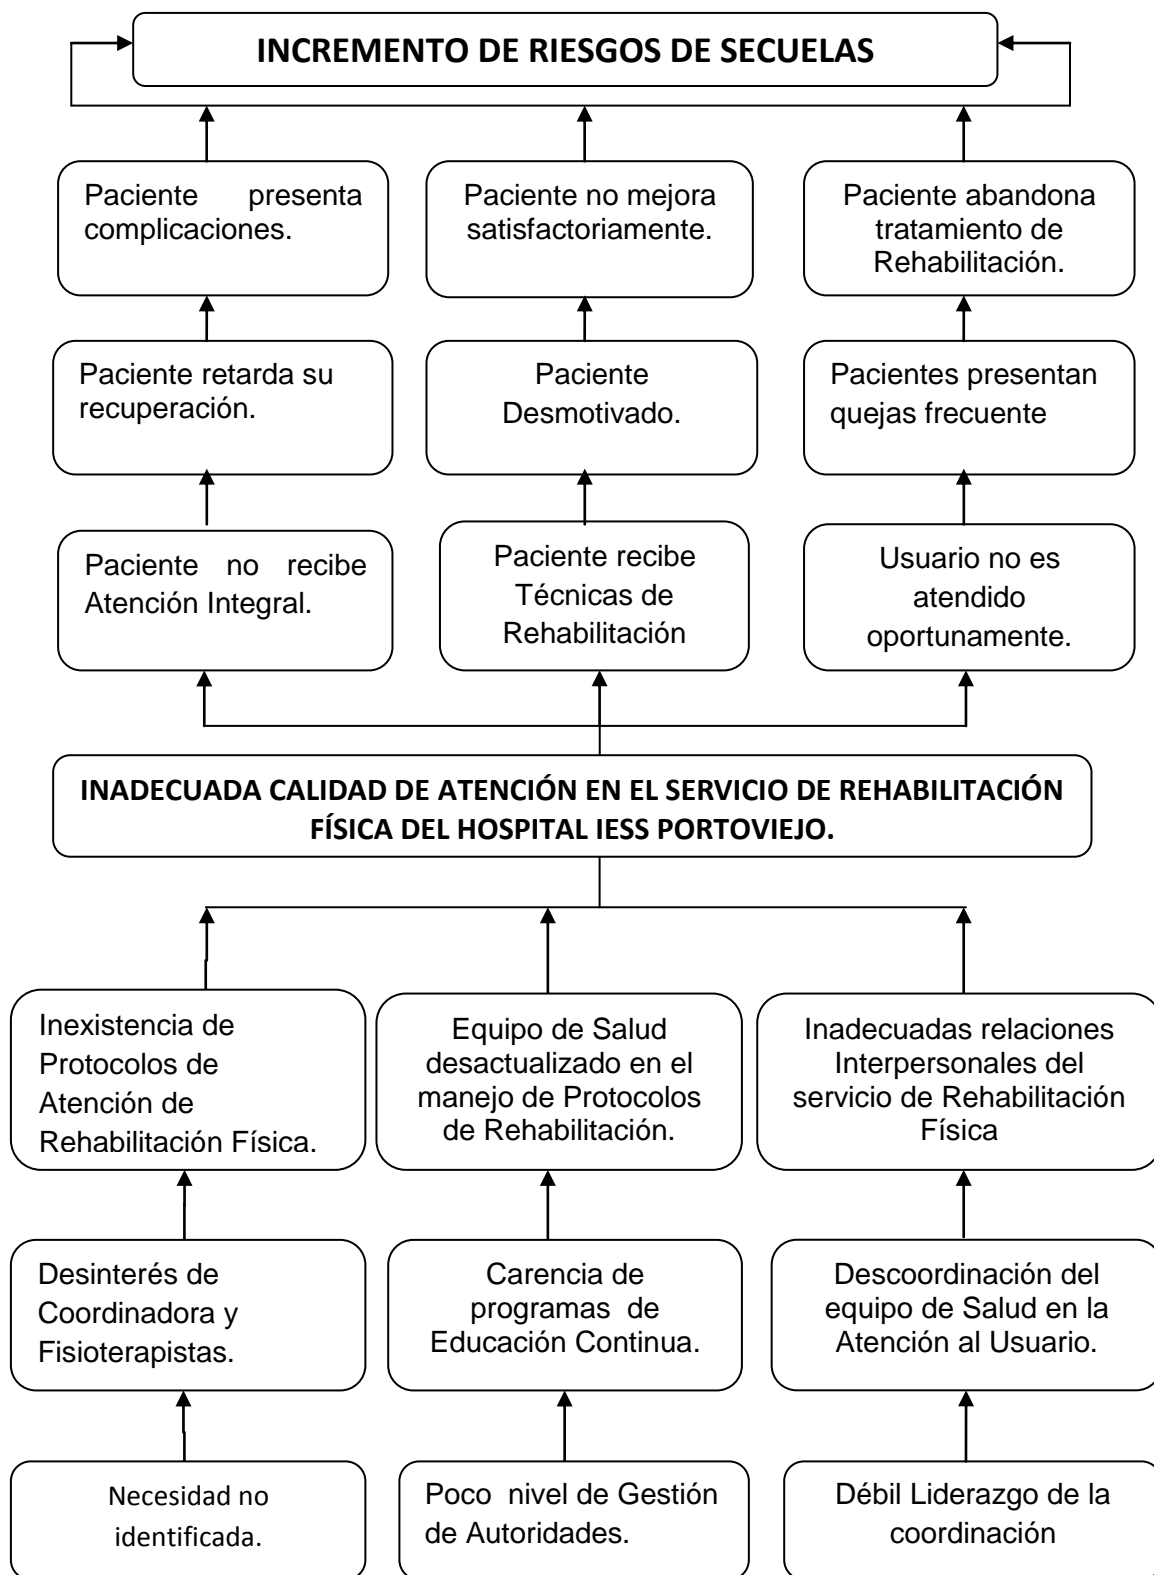 INCREMENTO DE RIESGOS DE SECUELAS
Paciente presenta
complicaciones.
Paciente no mejora
satisfactoriamente.
Paciente abandona
tratamiento de
Rehabilitación.
Paciente retarda su
recuperación.
Paciente
Desmotivado.
Pacientes presentan
quejas frecuente
Paciente no recibe
Atención Integral.
Paciente recibe
Técnicas de
Rehabilitación
Usuario no es
atendido
oportunamente.
INADECUADA CALIDAD DE ATENCIÓN EN EL SERVICIO DE REHABILITACIÓN
FÍSICA DEL HOSPITAL IESS PORTOVIEJO.
Inexistencia de
Protocolos de
Atención de
Rehabilitación Física.
Equipo de Salud
desactualizado en el
manejo de Protocolos
de Rehabilitación.
Inadecuadas relaciones
Interpersonales del
servicio de Rehabilitación
Física
Desinterés de
Coordinadora y
Fisioterapistas.
Carencia de
programas de
Educación Continua.
Descoordinación del
equipo de Salud en la
Atención al Usuario.
Necesidad no
identificada.
Poco nivel de Gestión
de Autoridades.
Débil Liderazgo de la
coordinación